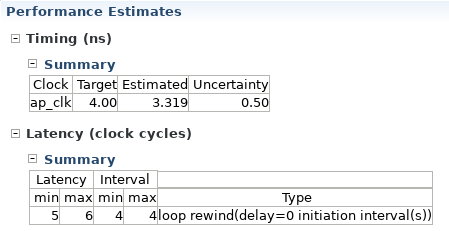 Performance Estimates
Timing (ns)
Summary
Clock Target Estimated Uncertainty
ap_clk 4.00 3.319 0.50
Latency (clock cycles)
Summary
Latency Interval
min max min max Type
5 6 4 4 loop rewind(delay=0 initiation interval(s))